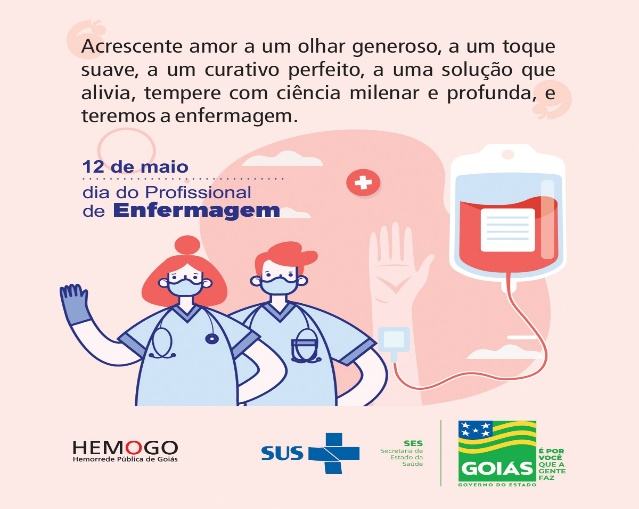 Acrescente amor a um olhar generoso, a um toque
suave, a um curativo perfeito, a uma solução que
alivia, tempere com ciência milenar e profunda, e
teremos a enfermagem.
12 de maio
dia do Profissional
de Enfermagem
HEMOGO
Hemorrede Pública de Goiás
SUS
SES
Secretaria de
Estado da
Saúde
GOIÁS
GOVERNO DO ESTADO
É POR
VOCÊ
QUE A
GENTE
FAZ